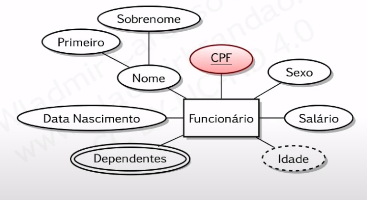 Sobrenome
Primeiro
Nome
CPF
Sexo
Data Nascimento
Funcionário
Salário
Dependentes
Idade